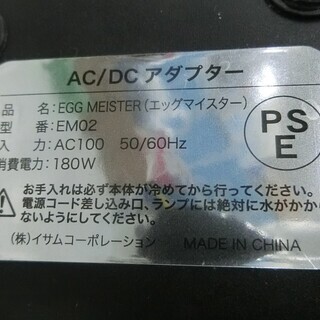 AC/DC アダプター
品 名:EGG MEISTER(エッグマイスター)
型 番:EM02
入 力:AC100 50/60Hz
消費電力:180W
PS
E
お手入れは必ず本体が冷めてから行ってください。
電源コード差し込み口、ランプには絶対に水がかから
ないようにしてください。
(株)イサムコーポレーション MADE IN CHINA